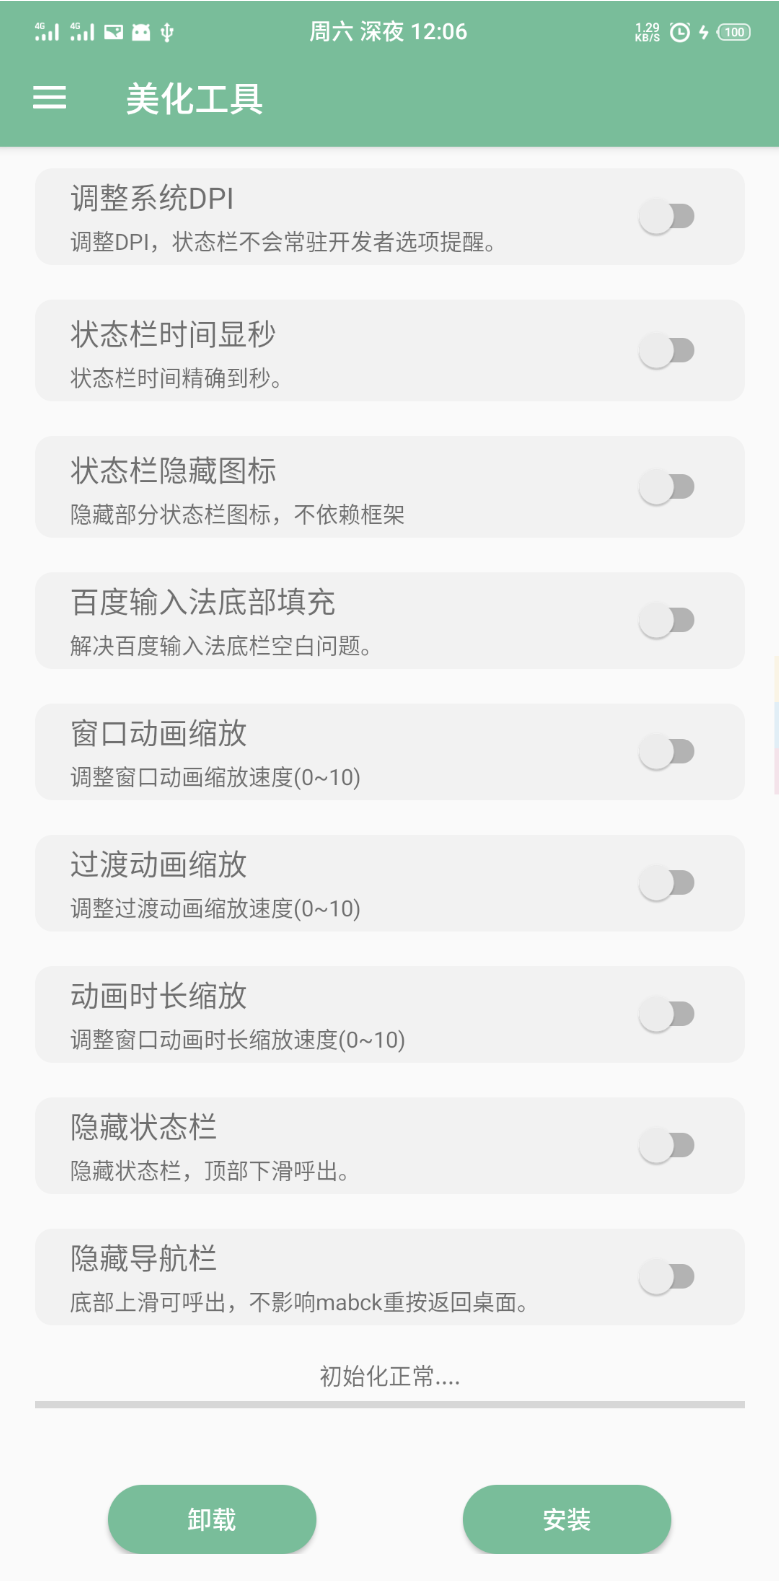 4G 4G 周六 深夜 12:06 1.29 KB/S 100
美化工具
调整系统DPI
调整DPI，状态栏不会常驻开发者选项提醒。
状态栏时间显秒
状态栏时间精确到秒。
状态栏隐藏图标
隐藏部分状态栏图标，不依赖框架
百度输入法底部填充
解决百度输入法底栏空白问题。
窗口动画缩放
调整窗口动画缩放速度(0~10)
过渡动画缩放
调整过渡动画缩放速度(0~10)
动画时长缩放
调整窗口动画时长缩放速度(0~10)
隐藏状态栏
隐藏状态栏，顶部下滑呼出。
隐藏导航栏
底部上滑可呼出，不影响mabck重按返回桌面。
初始化正常....
卸载 安装